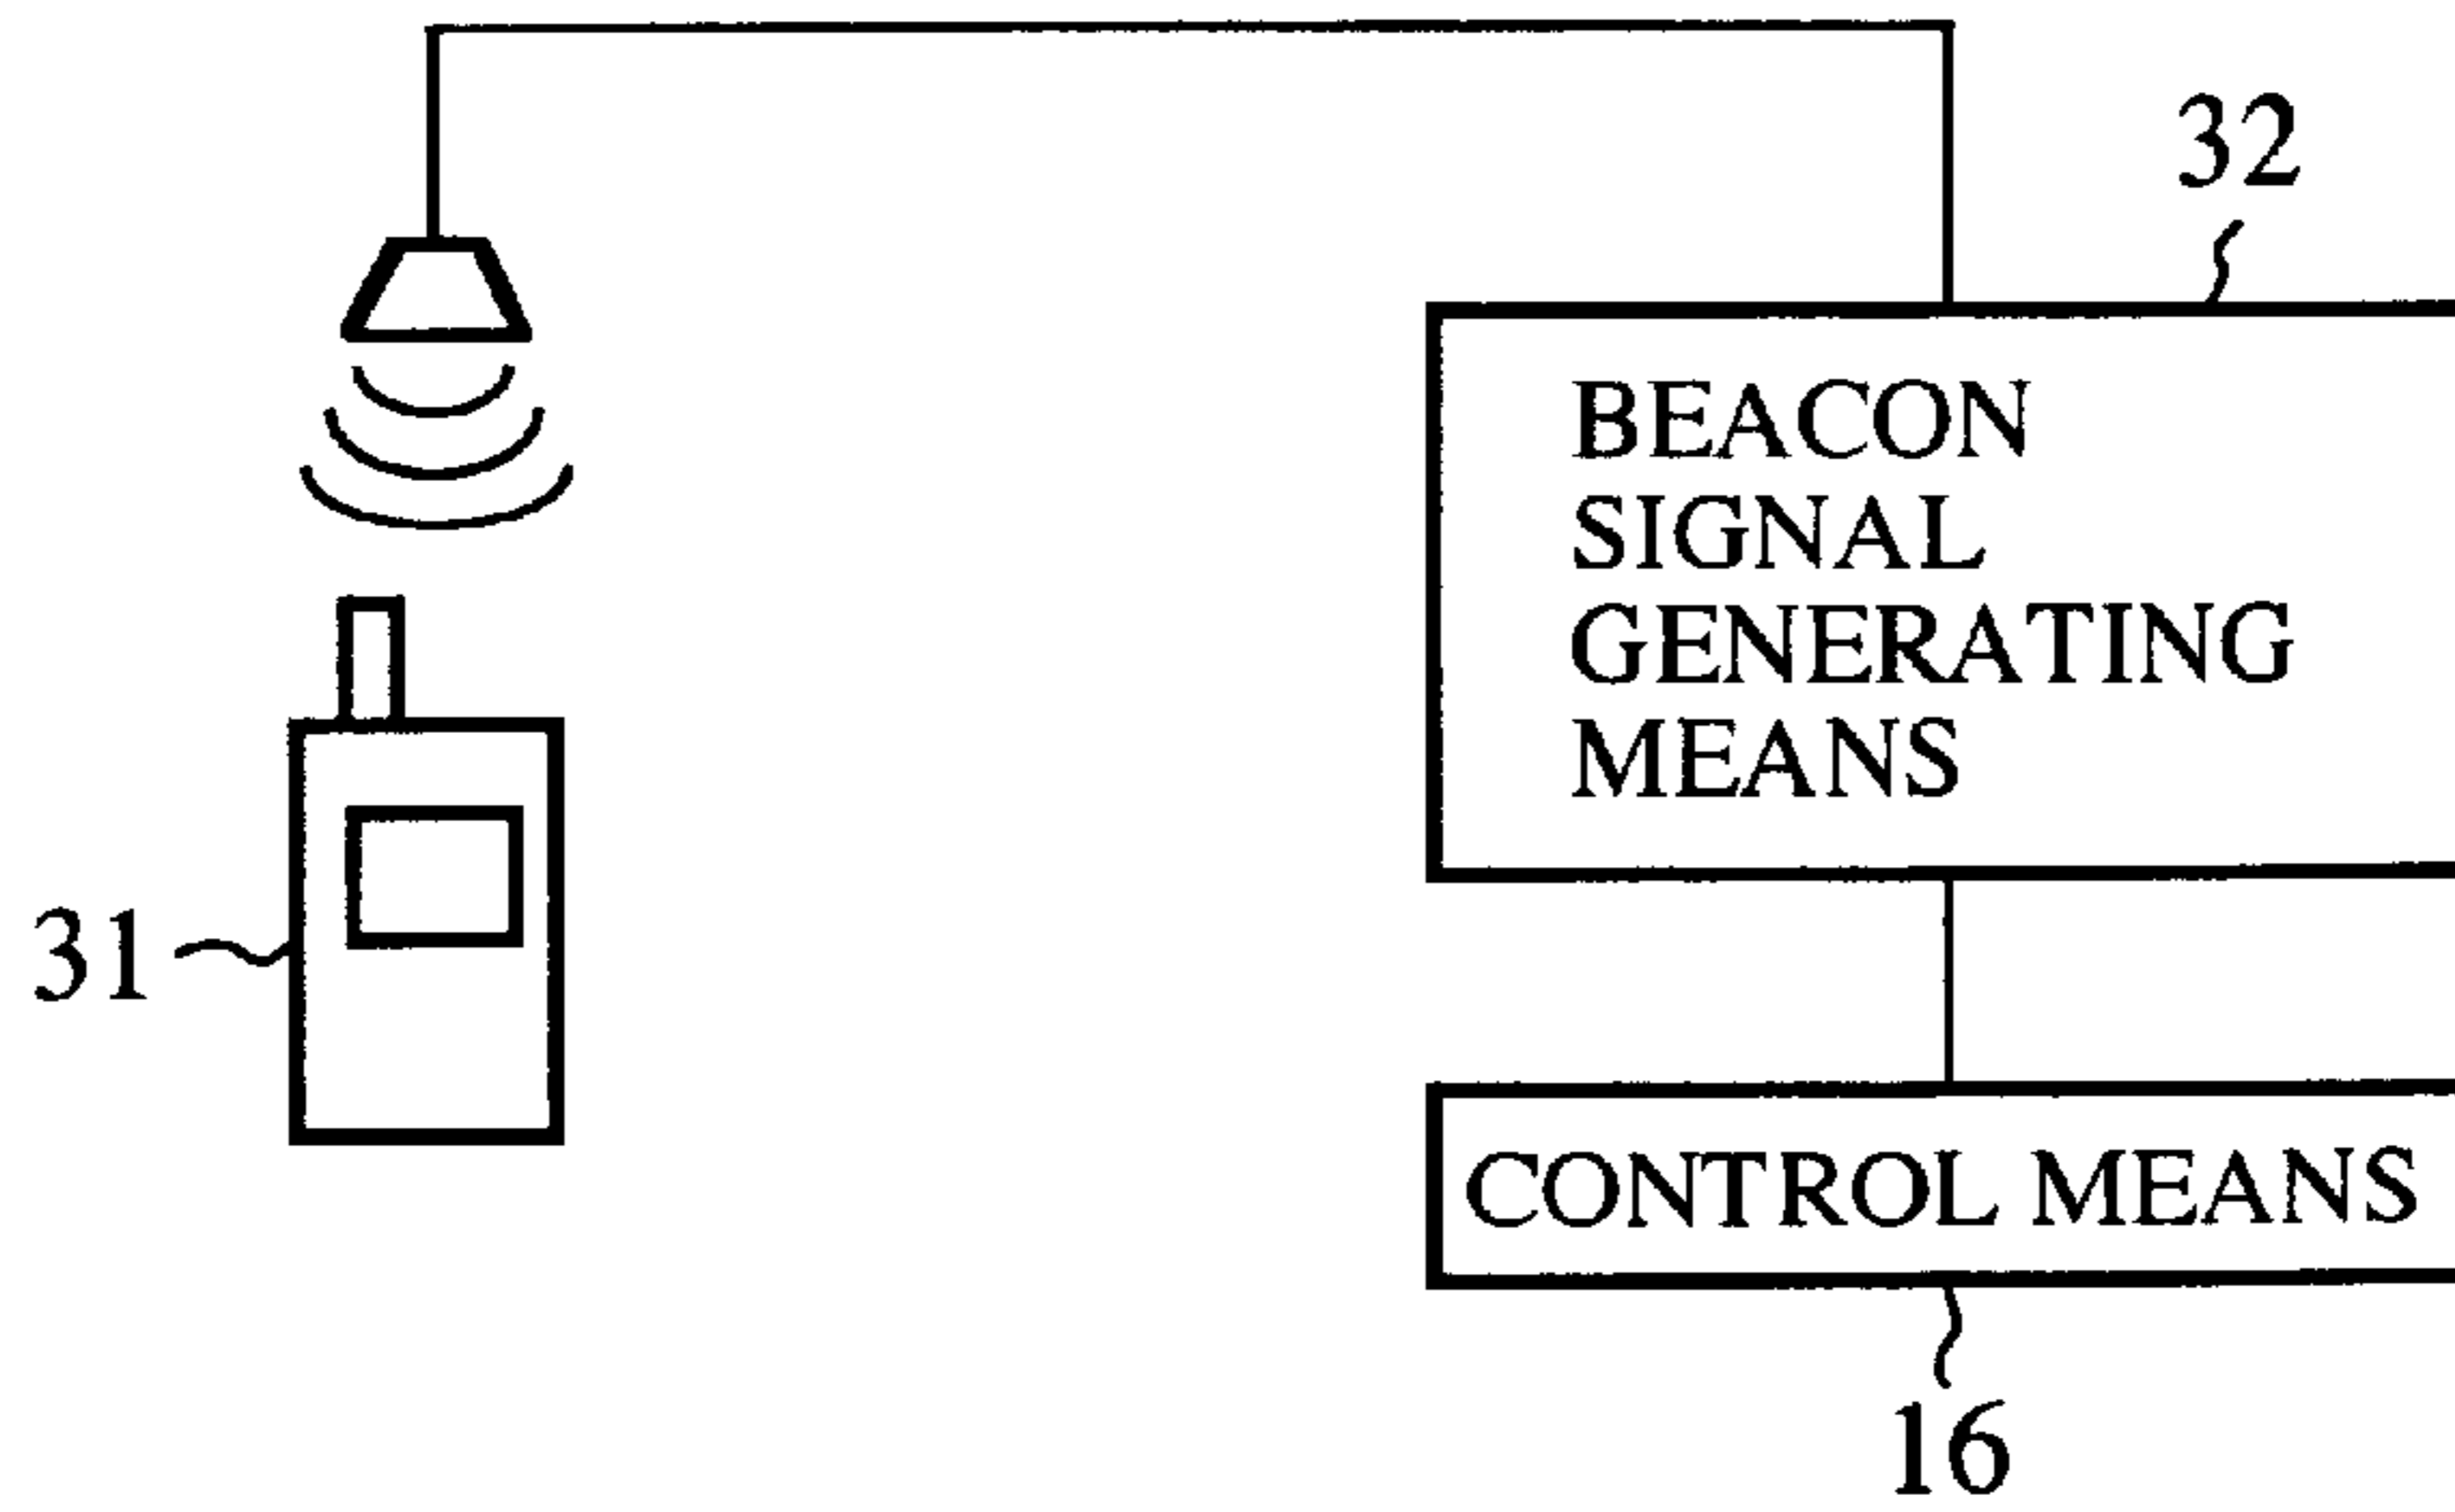 32
BEACON
SIGNAL
GENERATING
MEANS
31
CONTROL MEANS
16